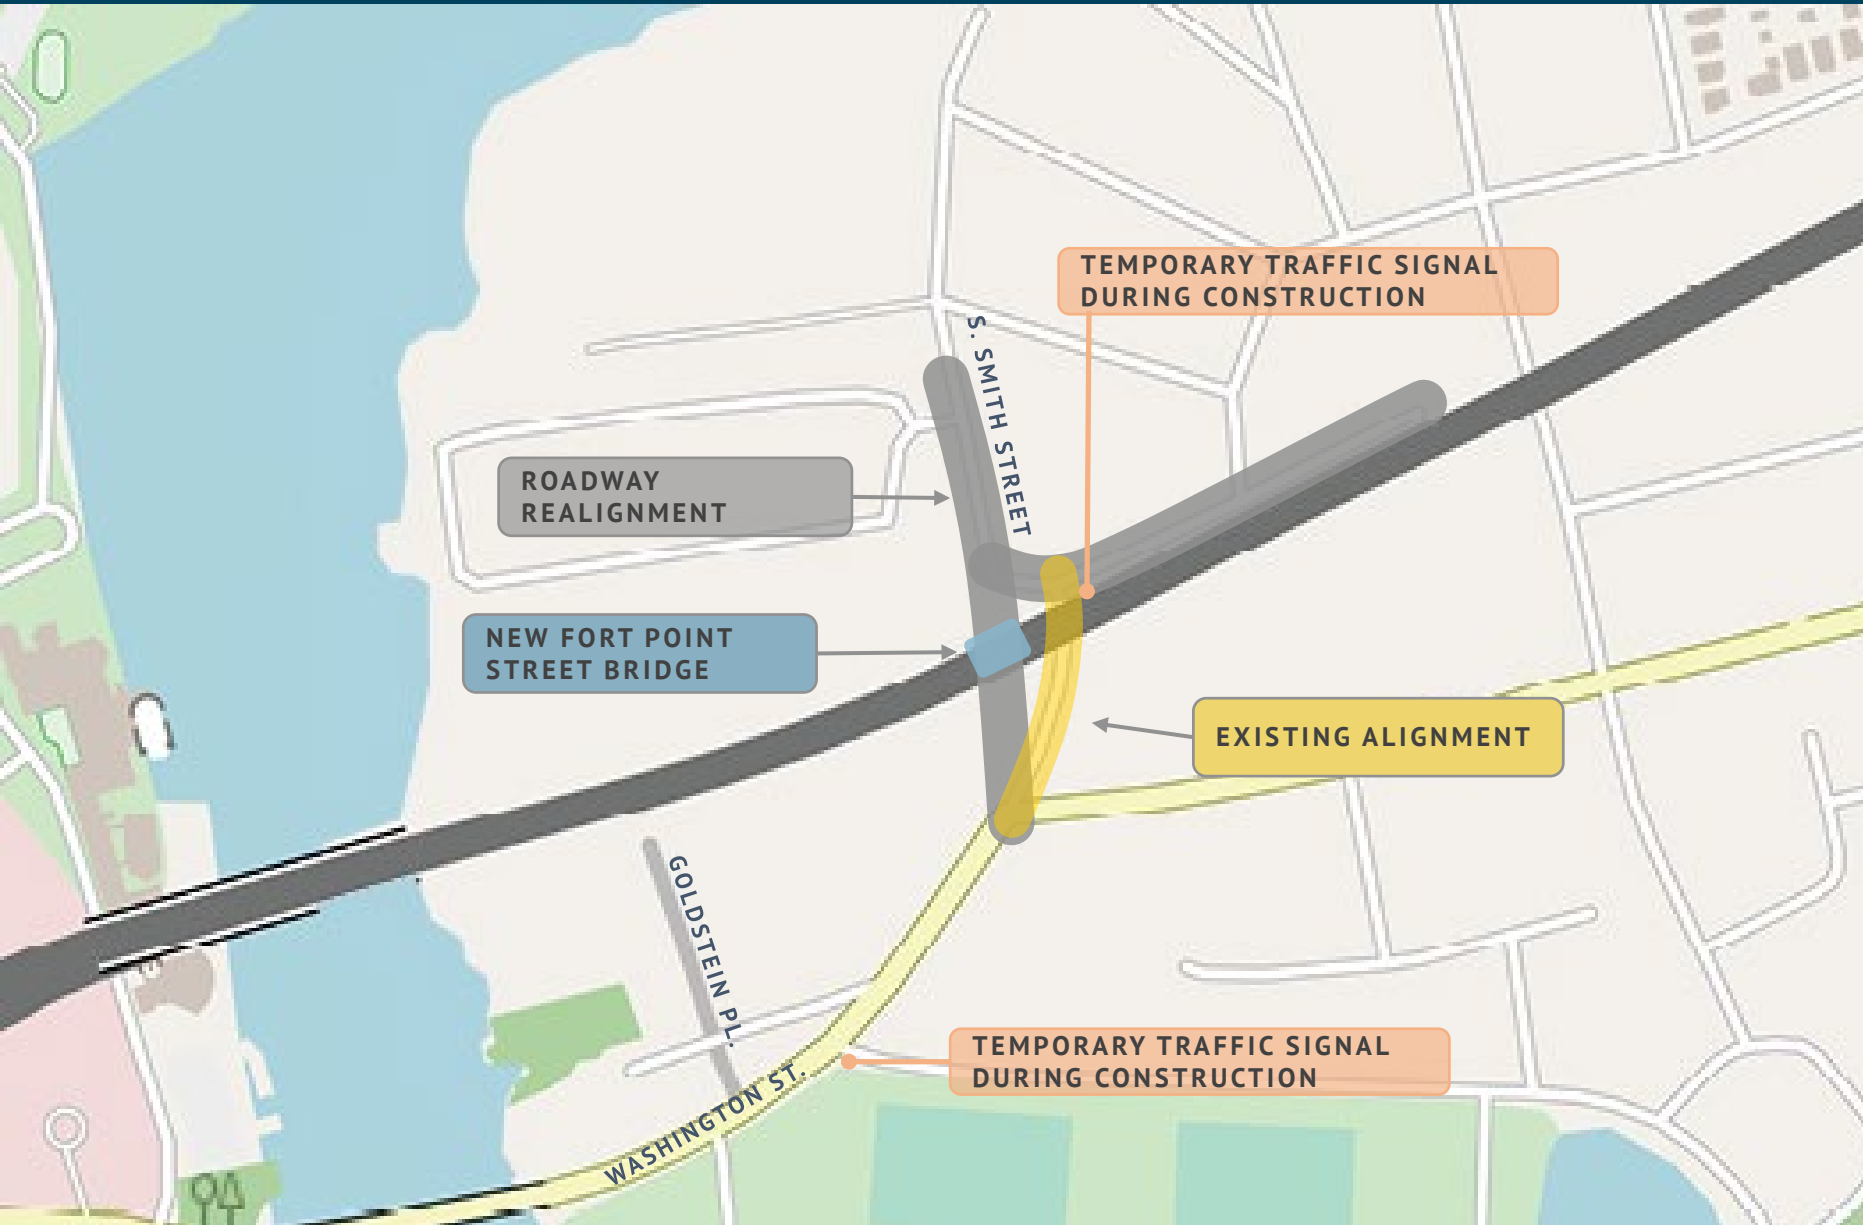 TEMPORARY TRAFFIC SIGNAL
DURING CONSTRUCTION
S. SMITH STREET
ROADWAY
REALIGNMENT
NEW FORT POINT
STREET BRIDGE
EXISTING ALIGNMENT
GOLDSTEIN PL.
TEMPORARY TRAFFIC SIGNAL
DURING CONSTRUCTION
WASHINGTON ST.